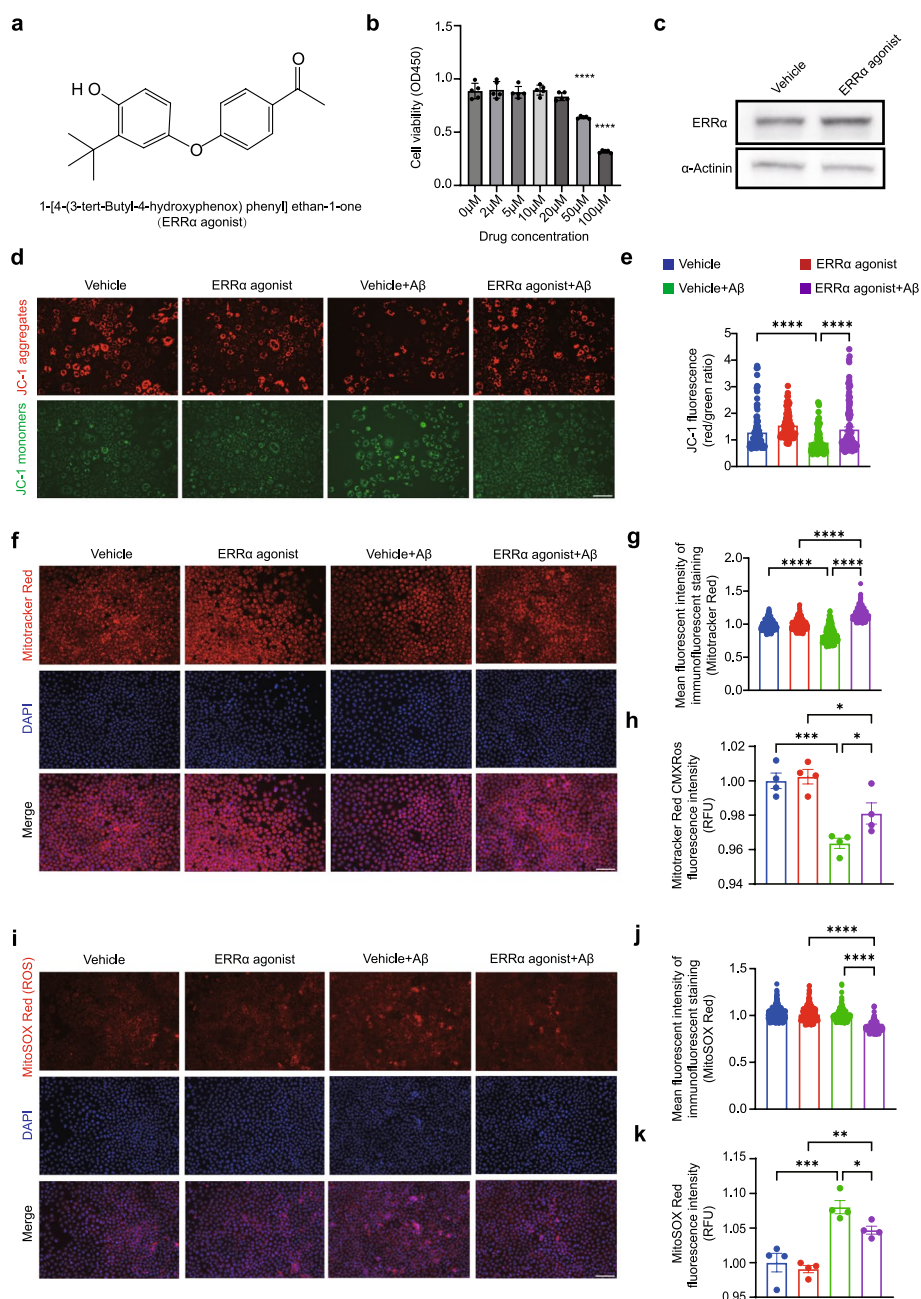 a
HO
O
O
1-[4-(3-tert-Butyl-4-hydroxyphenox) phenyl] ethan-1-one
(ERRα agonist)
b
Cell viability (OD450)
1.5
1.0
0.5
0.0
****
****
0μM
2μM
5μM
10μM
20μM
50μM
100μM
Drug concentration
c
Vehicle
ERRα agonist
ERRα
α-Actinin
d
Vehicle
ERRα agonist
Vehicle+Aβ
ERRα agonist+Aβ
JC-1 aggregates
JC-1 monomers
e
Vehicle
ERRα agonist
Vehicle+Aβ
ERRα agonist+Aβ
JC-1 fluorescence
(red/green ratio)
5
4
3
2
1
0
****
****
f
Vehicle
ERRα agonist
Vehicle+Aβ
ERRα agonist+Aβ
Mitotracker Red
DAPI
Merge
g
Mean fluorescent intensity of
immunofluorescent staining
(Mitotracker Red)
2.0
1.5
1.0
0.5
0.0
****
****
****
h
Mitotracker Red CMXRos
fluorescence intensity
(RFU)
1.02
1.00
0.98
0.96
0.94
*
***
*
i
Vehicle
ERRα agonist
Vehicle+Aβ
ERRα agonist+Aβ
MitoSOX Red (ROS)
DAPI
Merge
j
Mean fluorescent intensity of
immunofluorescent staining
(MitoSOX Red)
1.5
1.0
0.5
0.0
****
****
k
MitoSOX Red
fluorescence intensity
(RFU)
1.15
1.10
1.05
1.00
0.95
**
***
*